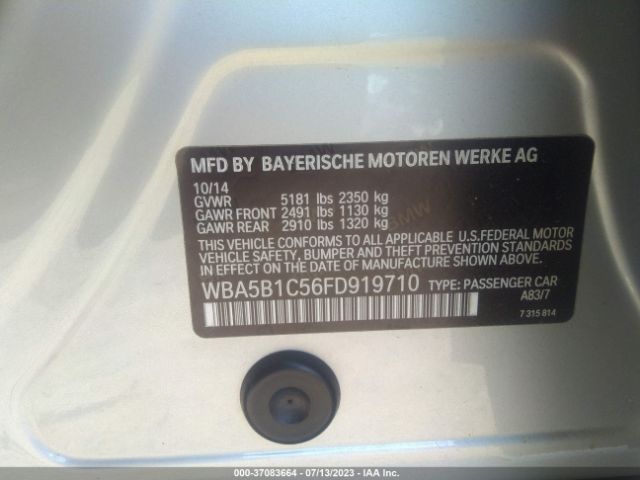 MFD BY BAYERISCHE MOTOREN WERKE AG
10/14
GVWR 5181 lbs 2350 kg
GAWR FRONT 2491 lbs 1130 kg
GAWR REAR 2910 lbs 1320 kg
THIS VEHICLE CONFORMS TO ALL APPLICABLE U.S.FEDERAL MOTOR
VEHICLE SAFETY, BUMPER AND THEFT PREVENTION STANDARDS
IN EFFECT ON THE DATE OF MANUFACTURE SHOWN ABOVE.
WBA5B1C56FD919710 TYPE: PASSENGER CAR
A83/7
7 315 814
000-37083664 - 07/13/2023 - IAA Inc.